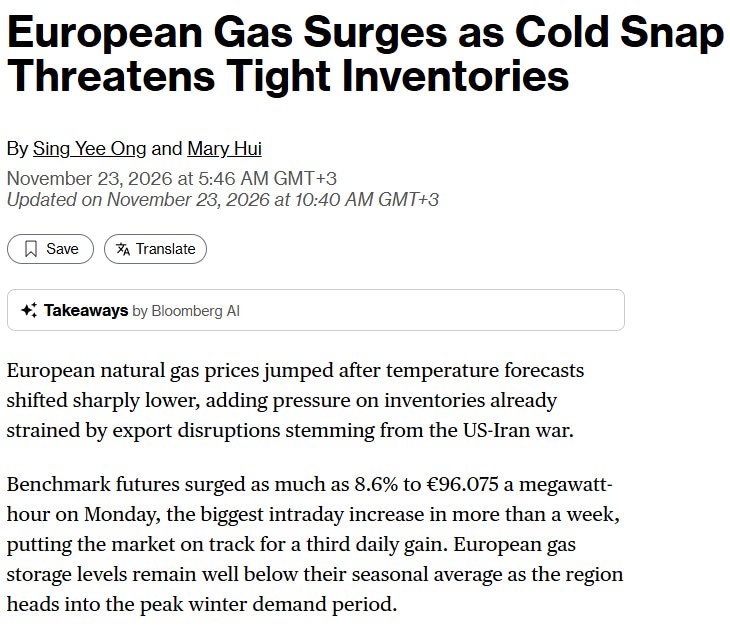 European Gas Surges as Cold Snap
Threatens Tight Inventories
By Sing Yee Ong and Mary Hui
November 23, 2026 at 5:46 AM GMT+3
Updated on November 23, 2026 at 10:40 AM GMT+3
Save
Translate
Takeaways by Bloomberg AI
European natural gas prices jumped after temperature forecasts
shifted sharply lower, adding pressure on inventories already
strained by export disruptions stemming from the US-Iran war.
Benchmark futures surged as much as 8.6% to €96.075 a megawatt-
hour on Monday, the biggest intraday increase in more than a week,
putting the market on track for a third daily gain. European gas
storage levels remain well below their seasonal average as the region
heads into the peak winter demand period.